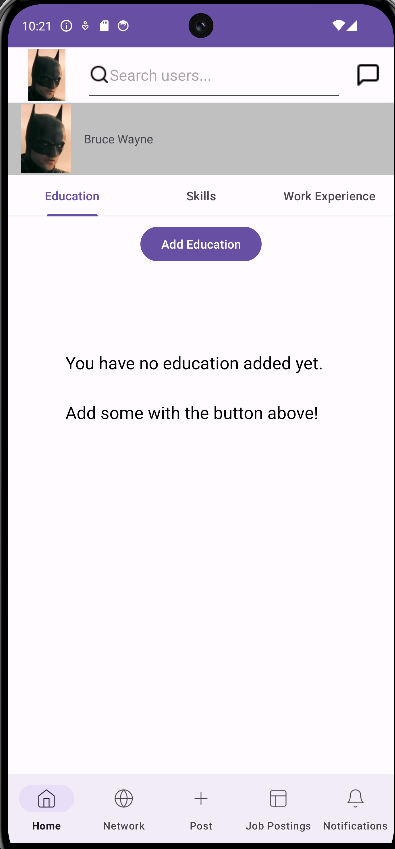 10:21
Search users...
Bruce Wayne
Education Skills Work Experience
Add Education
You have no education added yet.
Add some with the button above!
Home Network Post Job Postings Notifications